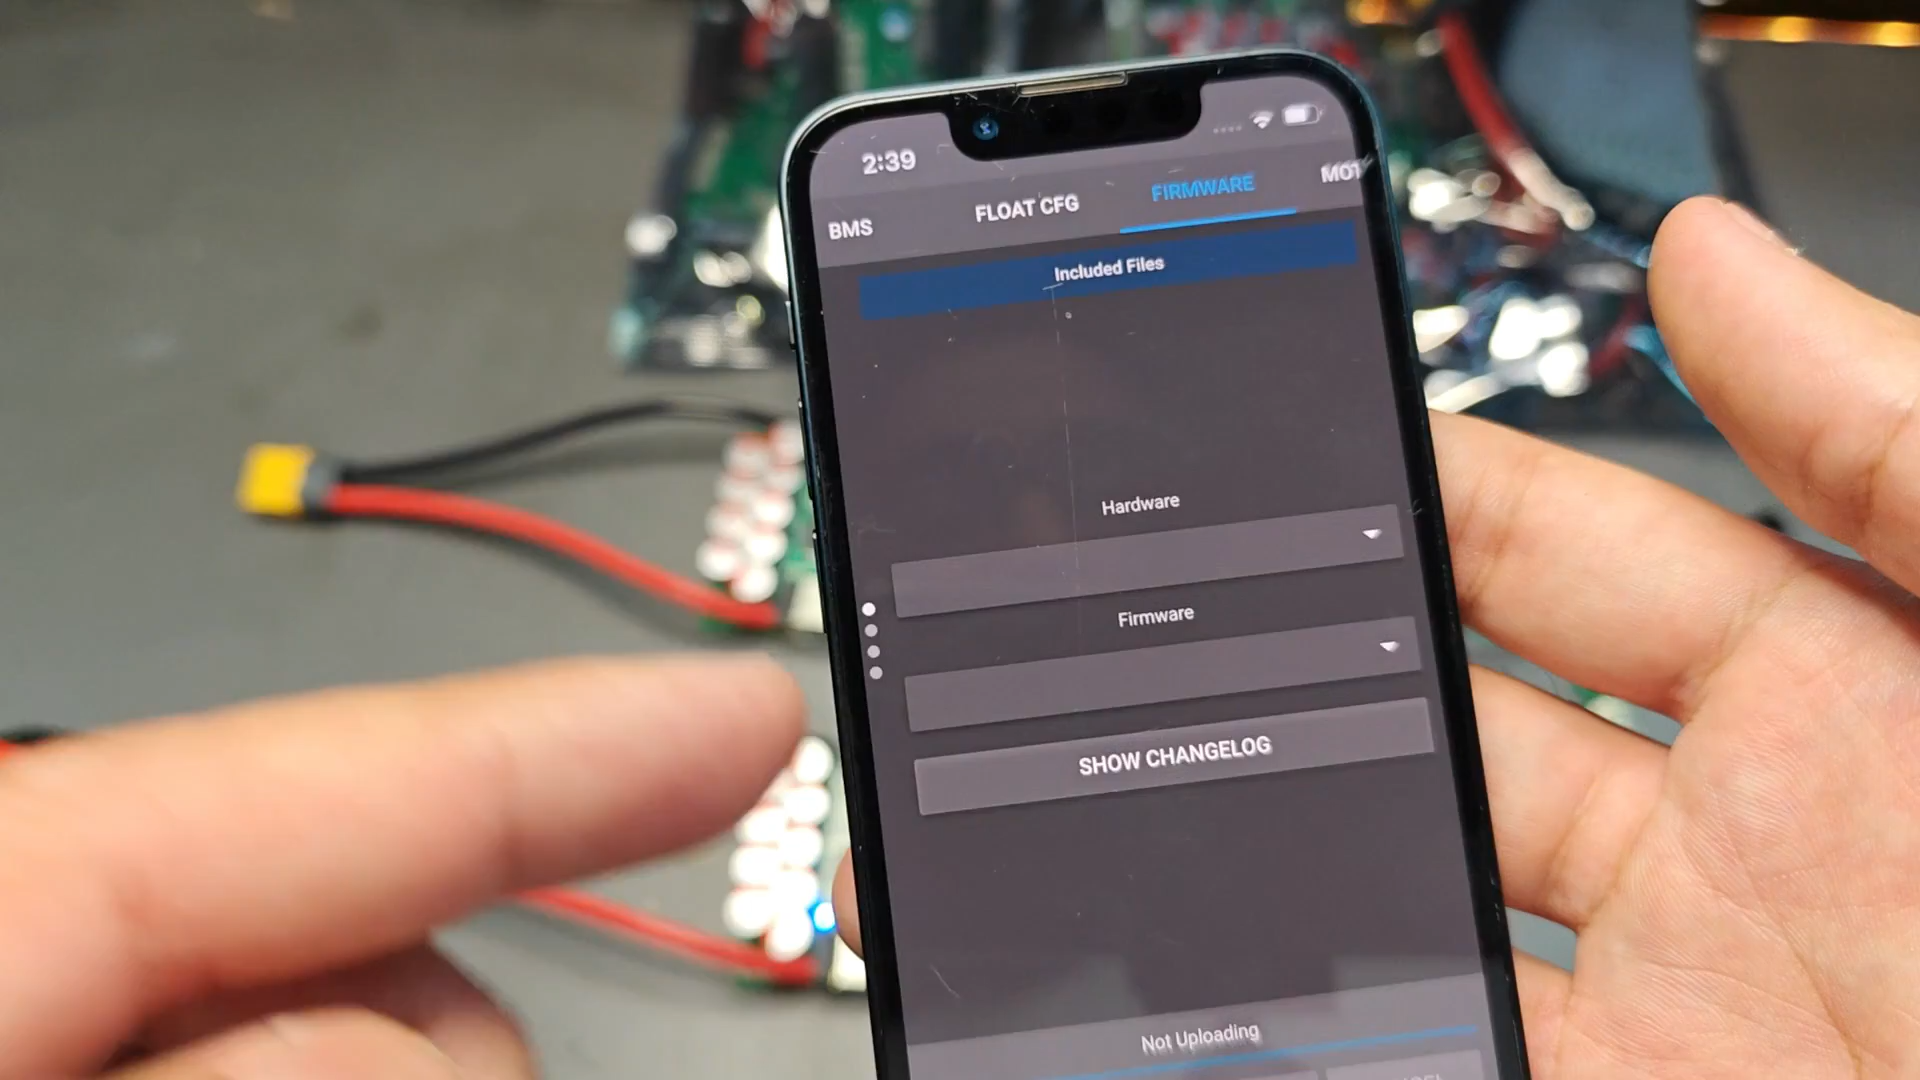 2:39
BMS
FLOAT CFG
FIRMWARE
Included Files
Hardware
Firmware
SHOW CHANGELOG
Not Uploading